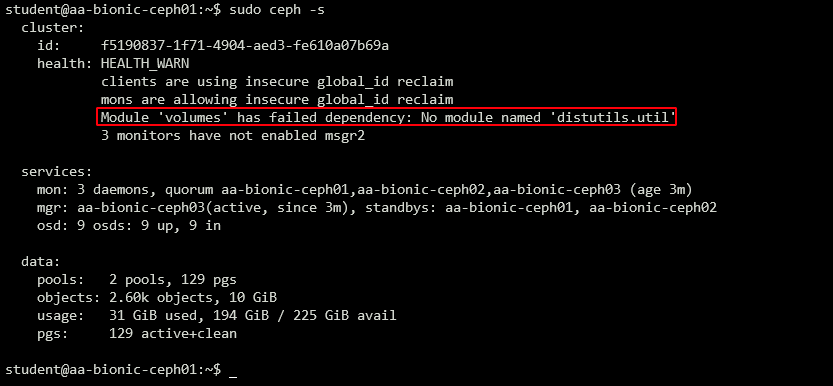 student@aa-bionic-ceph01:~$ sudo ceph -s
  cluster:
    id:     f5190837-1f71-4904-aed3-fe610a07b69a
    health: HEALTH_WARN
            clients are using insecure global_id reclaim
            mons are allowing insecure global_id reclaim
            Module 'volumes' has failed dependency: No module named 'distutils.util'
            3 monitors have not enabled msgr2

  services:
    mon: 3 daemons, quorum aa-bionic-ceph01,aa-bionic-ceph02,aa-bionic-ceph03 (age 3m)
    mgr: aa-bionic-ceph03(active, since 3m), standbys: aa-bionic-ceph01, aa-bionic-ceph02
    osd: 9 osds: 9 up, 9 in

  data:
    pools:   2 pools, 129 pgs
    objects: 2.60k objects, 10 GiB
    usage:   31 GiB used, 194 GiB / 225 GiB avail
    pgs:     129 active+clean

student@aa-bionic-ceph01:~$ _